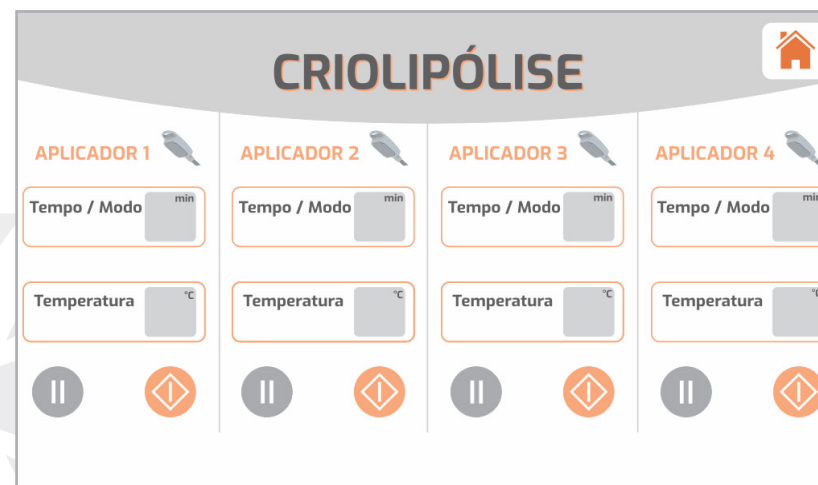 CRIOLIPÓLISE
APLICADOR 1
Tempo / Modo min
Temperatura °C
APLICADOR 2
Tempo / Modo min
Temperatura °C
APLICADOR 3
Tempo / Modo min
Temperatura °C
APLICADOR 4
Tempo / Modo min
Temperatura °C